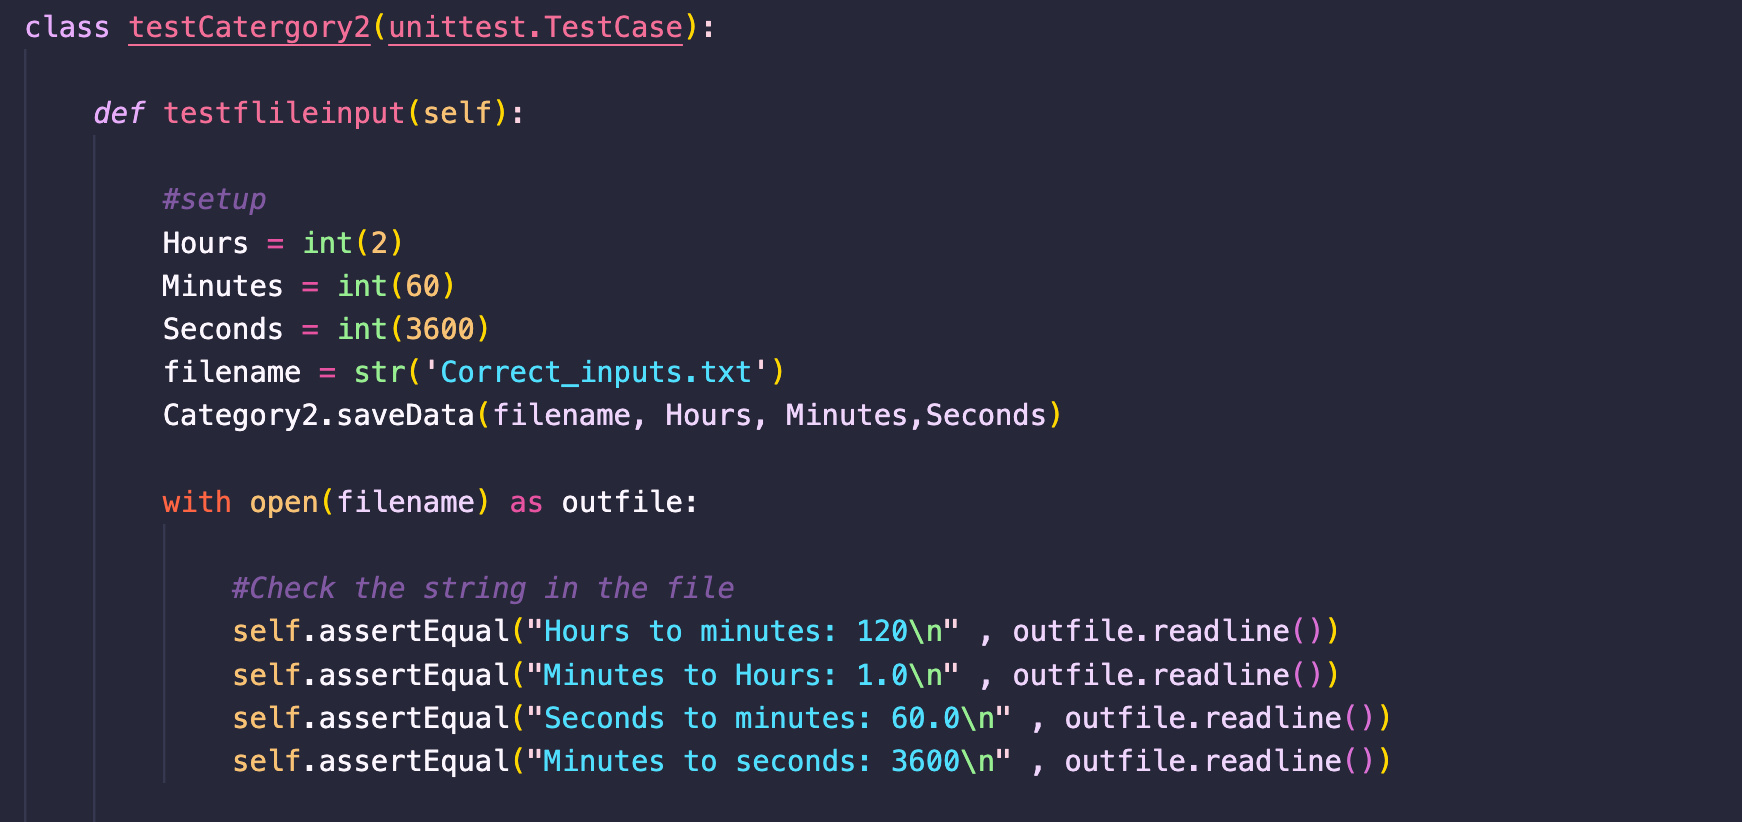 class testCatergory2(unittest.TestCase):
def testflileinput(self):
#setup
Hours = int(2)
Minutes = int(60)
Seconds = int(3600)
filename = str('Correct_inputs.txt')
Category2.saveData(filename, Hours, Minutes,Seconds)
with open(filename) as outfile:
#Check the string in the file
self.assertEqual("Hours to minutes: 120\n" , outfile.readline())
self.assertEqual("Minutes to Hours: 1.0\n" , outfile.readline())
self.assertEqual("Seconds to minutes: 60.0\n" , outfile.readline())
self.assertEqual("Minutes to seconds: 3600\n" , outfile.readline())